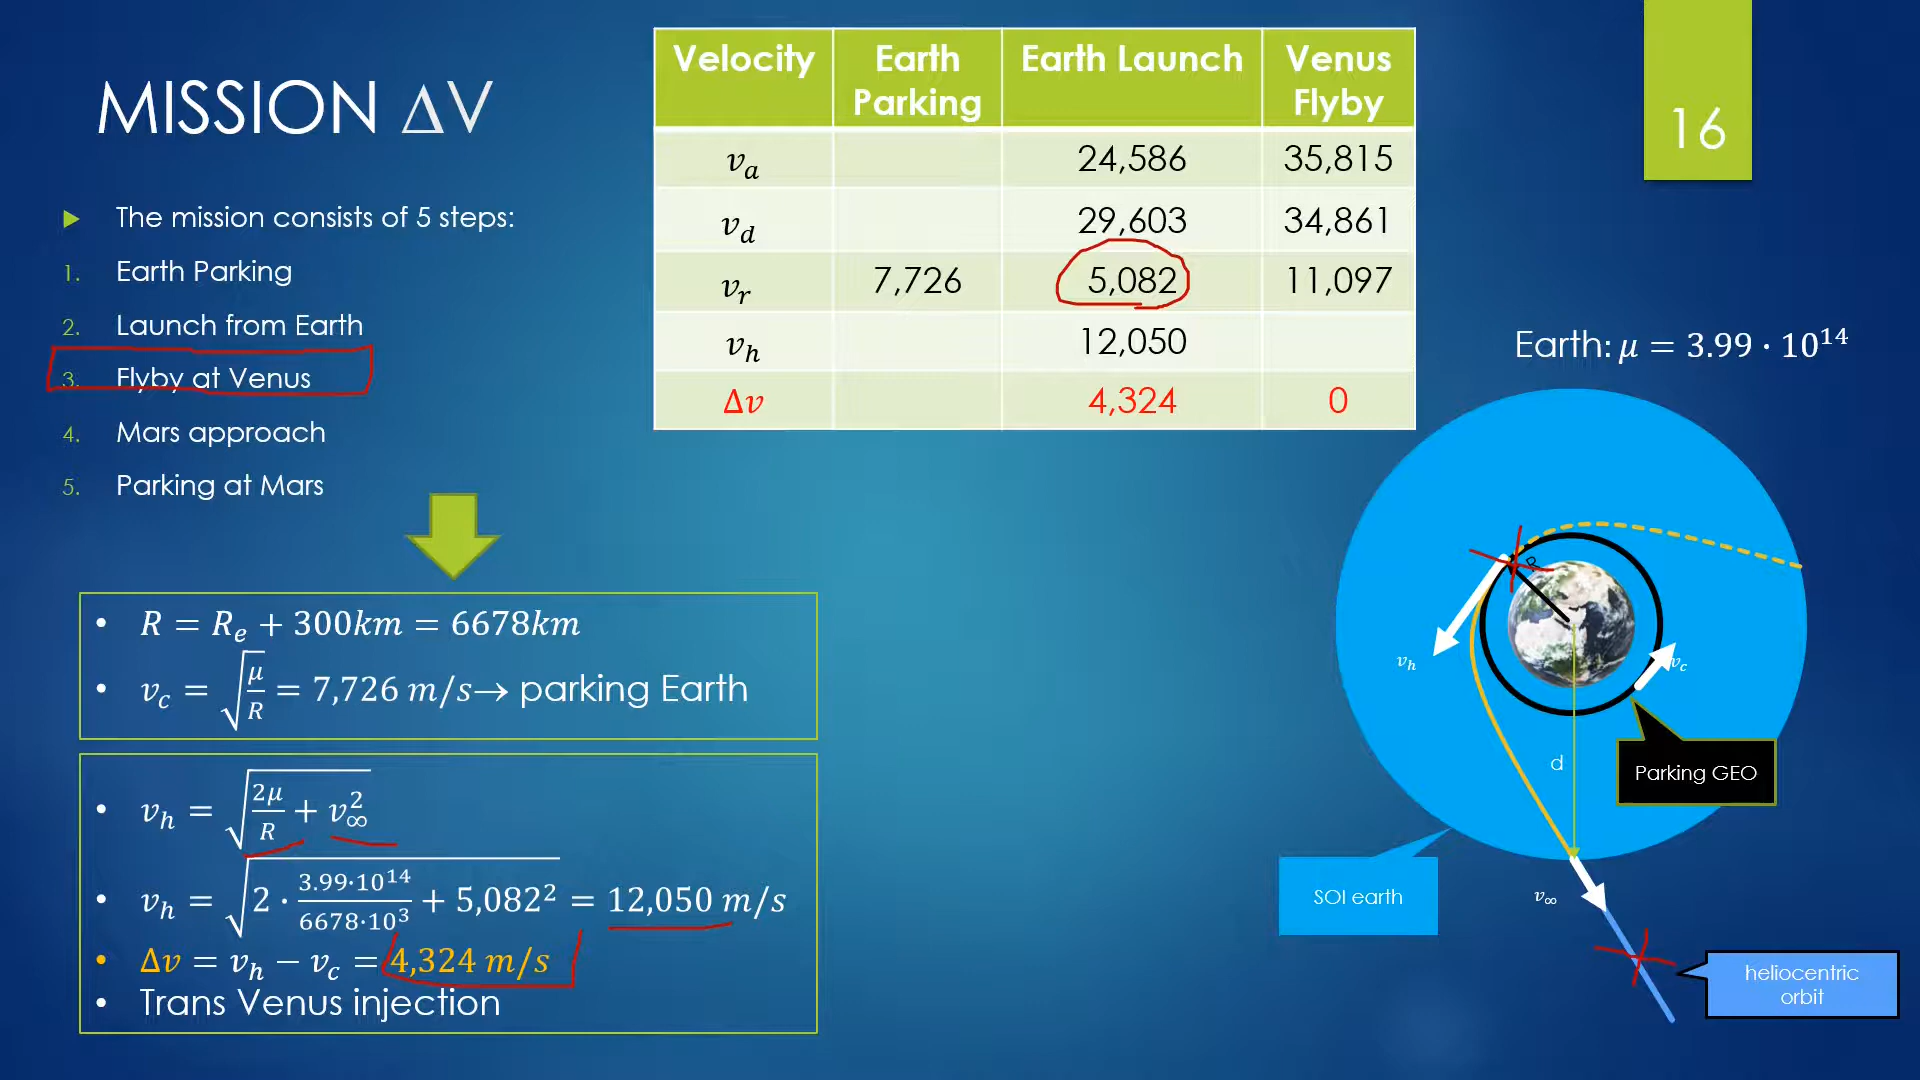 MISSION ΔV
16
Velocity | Earth Parking | Earth Launch | Venus Flyby
v_a | | 24,586 | 35,815
v_d | | 29,603 | 34,861
v_r | 7,726 | 5,082 | 11,097
v_h | | 12,050 |
Δv | | 4,324 | 0
The mission consists of 5 steps:
1. Earth Parking
2. Launch from Earth
3. Flyby at Venus
4. Mars approach
5. Parking at Mars
• R = R_e + 300km = 6678km
• v_c = √(μ/R) = 7,726 m/s→ parking Earth
• v_h = √(2μ/R + v_∞^2)
• v_h = √(2 · 3.99·10^14/6678·10^3 + 5,082²) = 12,050 m/s
• Δv = v_h − v_c = 4,324 m/s
• Trans Venus injection
Earth: μ = 3.99 · 10^14
R
v_h
v_c
d
Parking GEO
SOI earth
v_∞
heliocentric
orbit